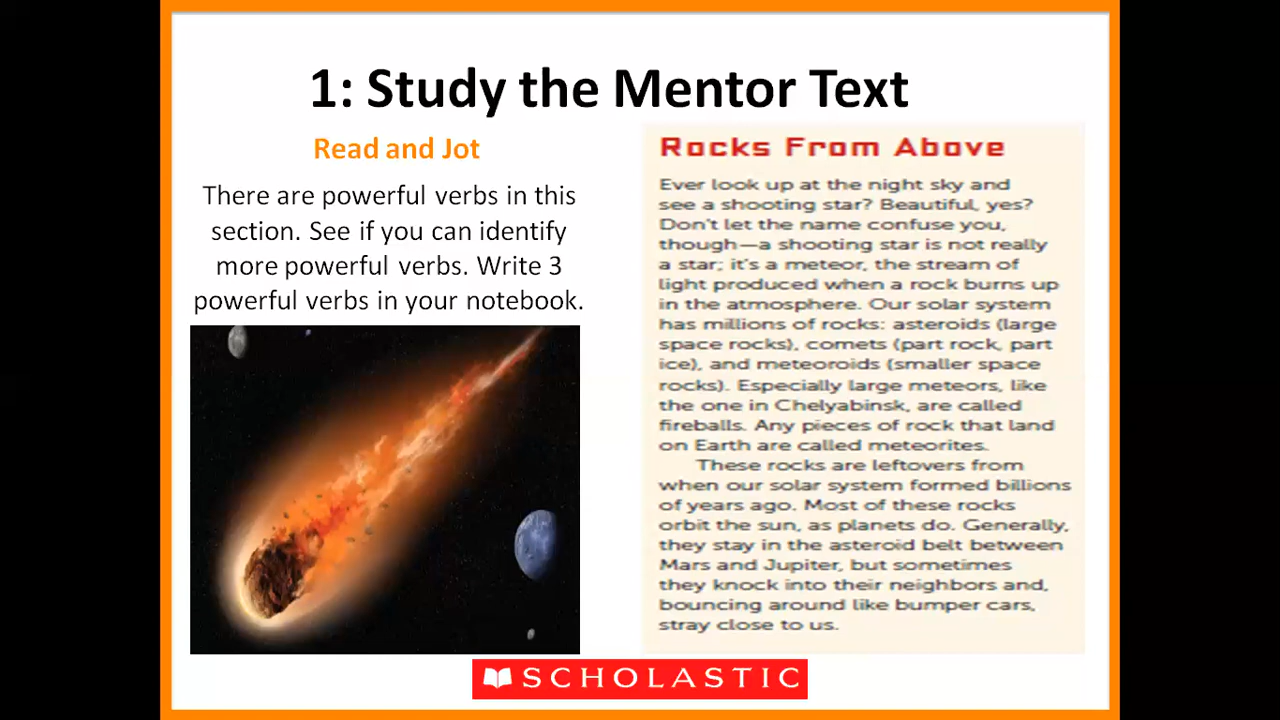 1: Study the Mentor Text
Read and Jot
There are powerful verbs in this
section. See if you can identify
more powerful verbs. Write 3
powerful verbs in your notebook.
Rocks From Above
Ever look up at the night sky and
see a shooting star? Beautiful, yes?
Don't let the name confuse you,
though—a shooting star is not really
a star; it's a meteor, the stream of
light produced when a rock burns up
in the atmosphere. Our solar system
has millions of rocks: asteroids (large
space rocks), comets (part rock, part
ice), and meteoroids (smaller space
rocks). Especially large meteors, like
the one in Chelyabinsk, are called
fireballs. Any pieces of rock that land
on Earth are called meteorites.
These rocks are leftovers from
when our solar system formed billions
of years ago. Most of these rocks
orbit the sun, as planets do. Generally,
they stay in the asteroid belt between
Mars and Jupiter, but sometimes
they knock into their neighbors and,
bouncing around like bumper cars,
stray close to us.
SCHOLASTIC